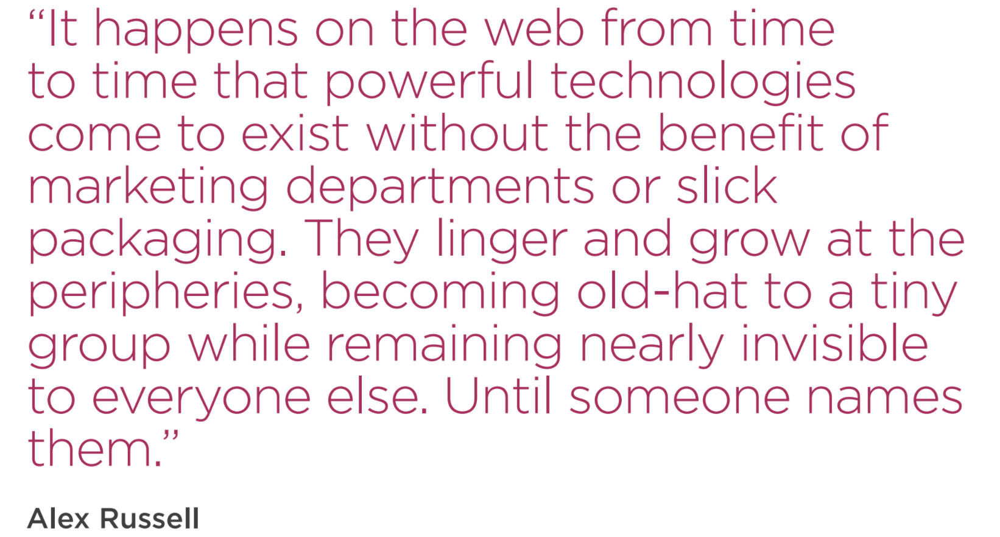 “It happens on the web from time
to time that powerful technologies
come to exist without the benefit of
marketing departments or slick
packaging. They linger and grow at the
peripheries, becoming old-hat to a tiny
group while remaining nearly invisible
to everyone else. Until someone names
them.”
Alex Russell